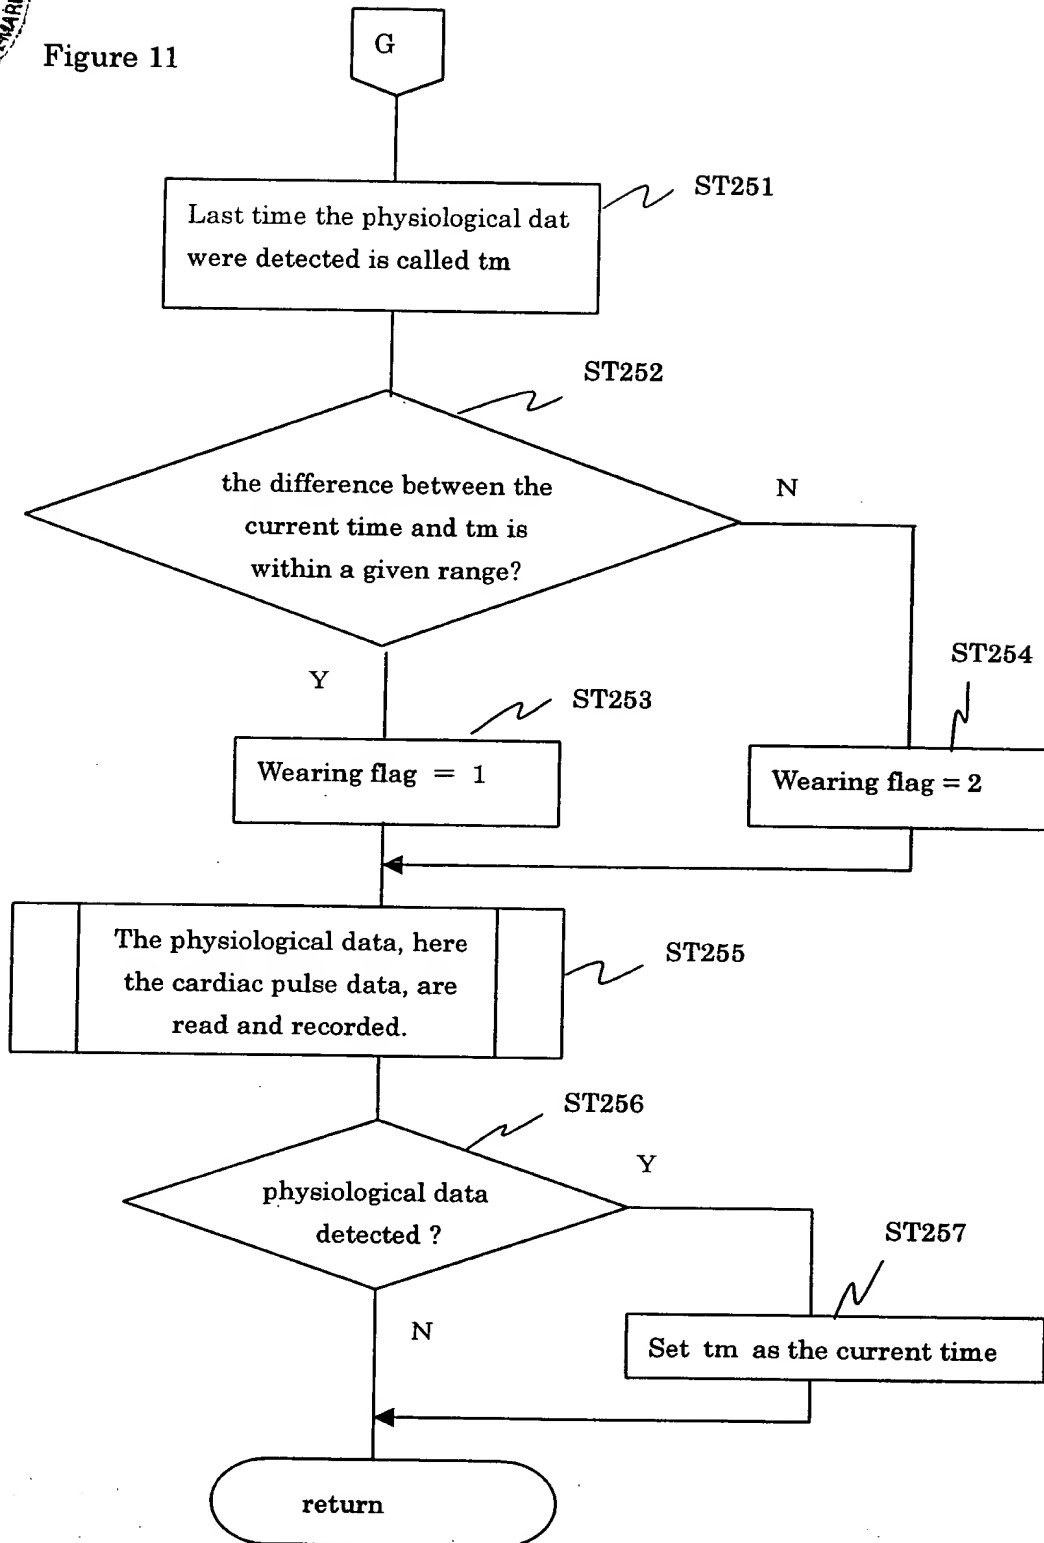 Figure 11
G
ST251
Last time the physiological dat
were detected is called tm
ST252
the difference between the
current time and tm is
within a given range?
N
Y
ST254
ST253
Wearing flag = 1
Wearing flag = 2
The physiological data, here
the cardiac pulse data, are
read and recorded.
ST255
ST256
Y
physiological data
detected ?
ST257
N
Set tm as the current time
return